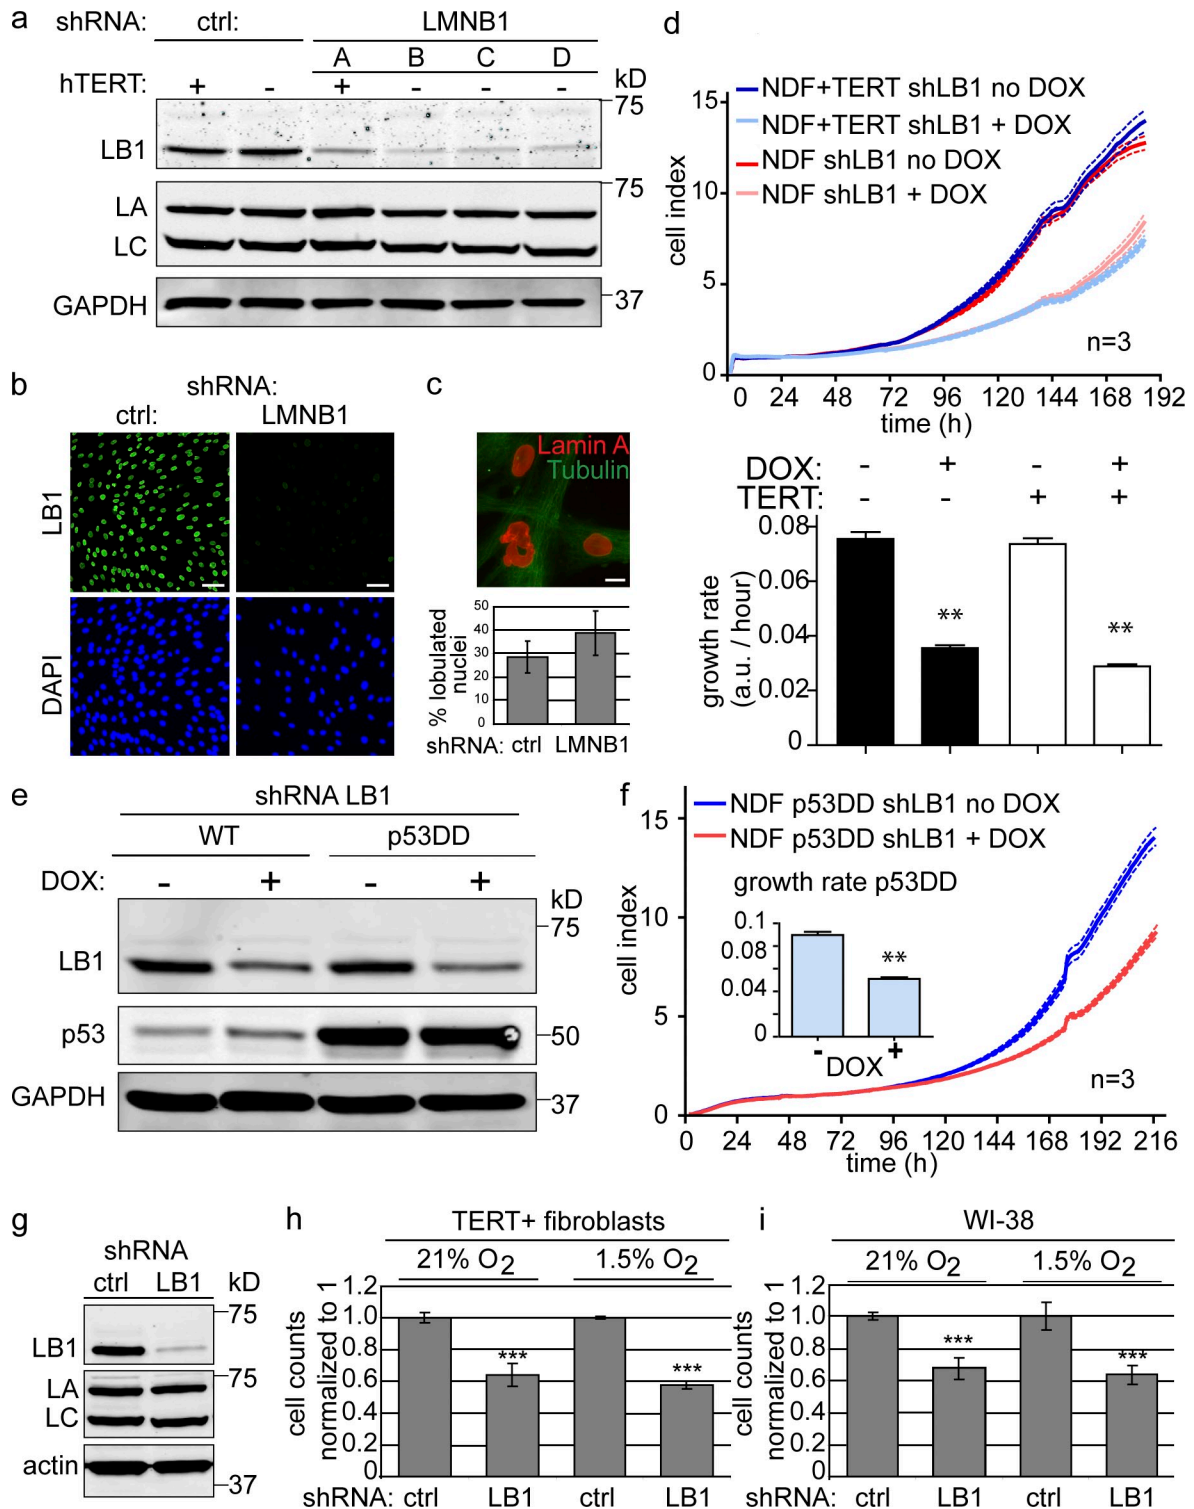 a
shRNA: ctrl: LMNB1
A B C D
hTERT: + - + - - - kD
75
LB1
75
LA
LC
GAPDH 37
b
shRNA:
ctrl: LMNB1
LB1
DAPI
c
Lamin A
Tubulin
% lobulated
nuclei
50
40
30
20
10
0
shRNA: ctrl LMNB1
d
NDF+TERT shLB1 no DOX
NDF+TERT shLB1 + DOX
NDF shLB1 no DOX
NDF shLB1 + DOX
cell index
15
10
5
0
n=3
0 24 48 72 96 120 144 168 192
time (h)
DOX: - + - +
TERT: - - + +
growth rate
(a.u. / hour)
0.08
0.06
0.04
0.02
0
** **
e
shRNA LB1
WT p53DD
DOX: - + - + kD
75
LB1
p53 50
GAPDH 37
f
NDF p53DD shLB1 no DOX
NDF p53DD shLB1 + DOX
cell index
15
10
5
0
growth rate p53DD
0.1
0.08
0.04
0
**
- +
DOX
n=3
0 24 48 72 96 120 144 168 192 216
time (h)
g
shRNA
ctrl LB1 kD
75
LB1
75
LA
LC
actin
37
h
TERT+ fibroblasts
21% O2 1.5% O2
cell counts
normalized to 1
1.2
1.0
0.8
0.6
0.4
0.2
0
*** ***
shRNA: ctrl LB1 ctrl LB1
i
WI-38
21% O2 1.5% O2
cell counts
normalized to 1
1.2
1.0
0.8
0.6
0.4
0.2
0
*** ***
shRNA: ctrl LB1 ctrl LB1